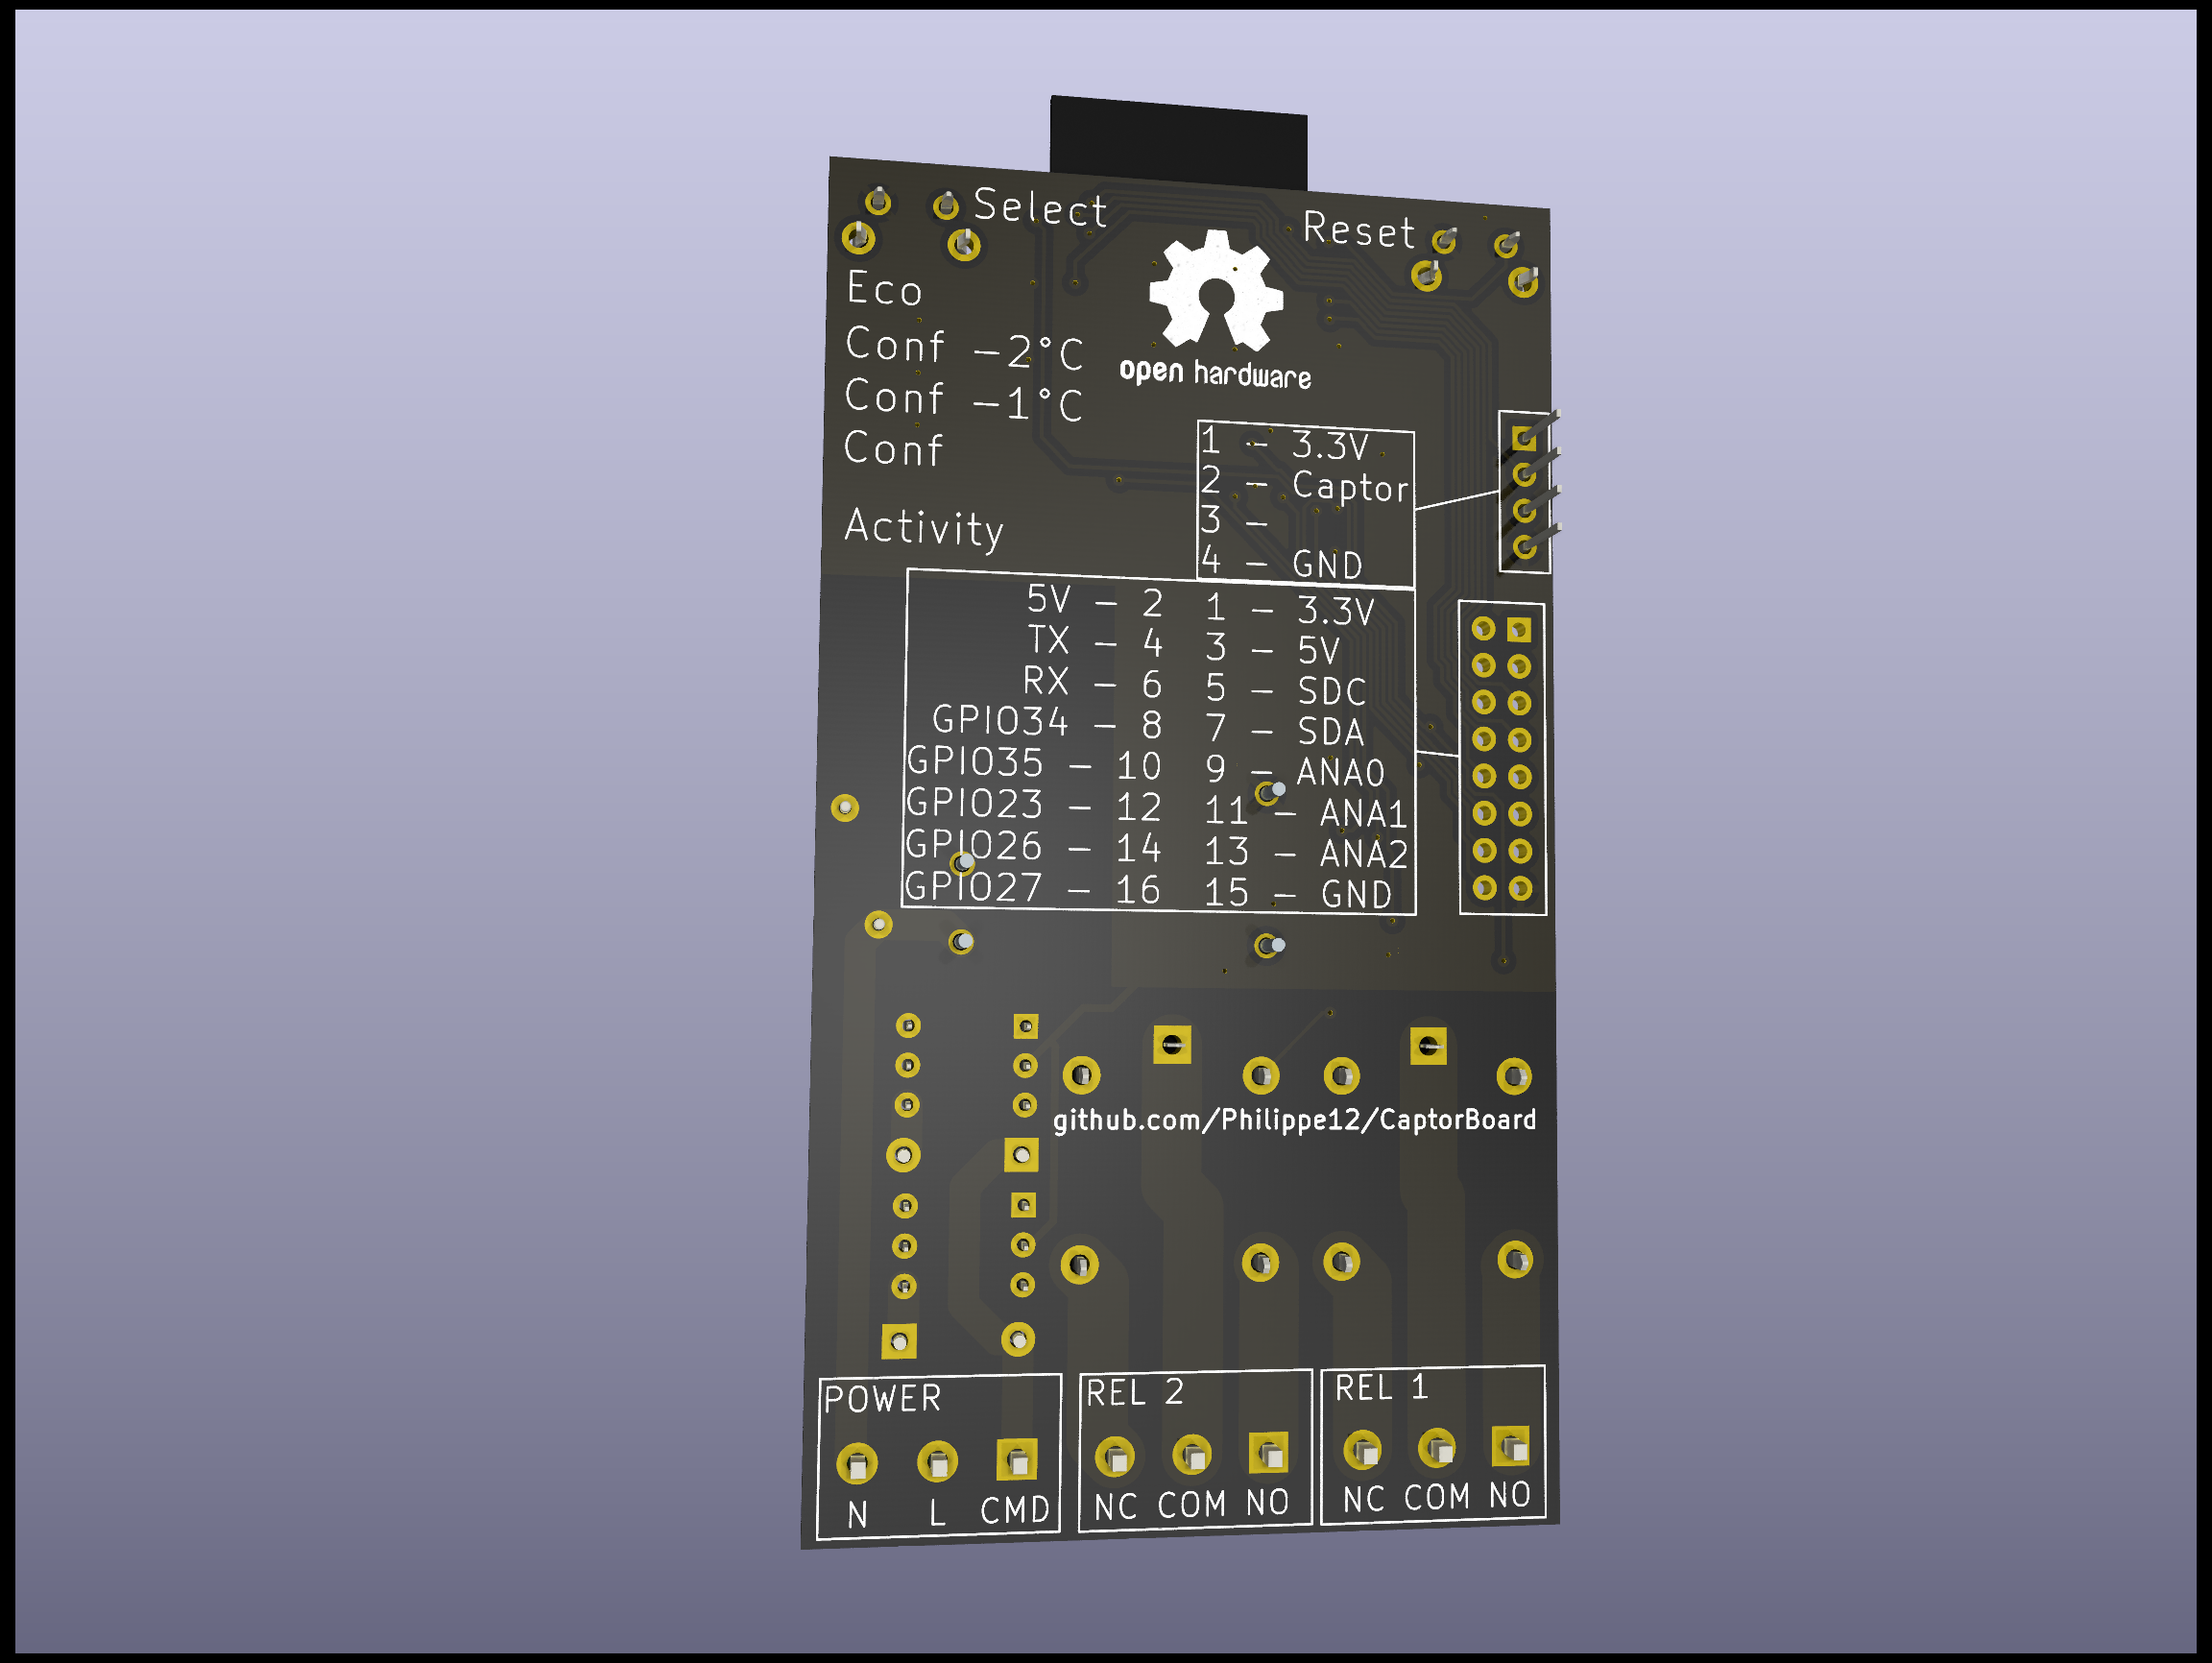 Select
Reset
Eco
Conf -2°C
Conf -1°C
Conf
Activity
open hardware
1 - 3.3V
2 - Captor
3 -
4 - GND
5V - 2 1 - 3.3V
TX - 4 3 - 5V
RX - 6 5 - SDC
GPIO34 - 8 7 - SDA
GPIO35 - 10 9 - ANA0
GPIO23 - 12 11 - ANA1
GPIO26 - 14 13 - ANA2
GPIO27 - 16 15 - GND
github.com/Philippe12/CaptorBoard
POWER
N L CMD
REL 2
NC COM NO
REL 1
NC COM NO